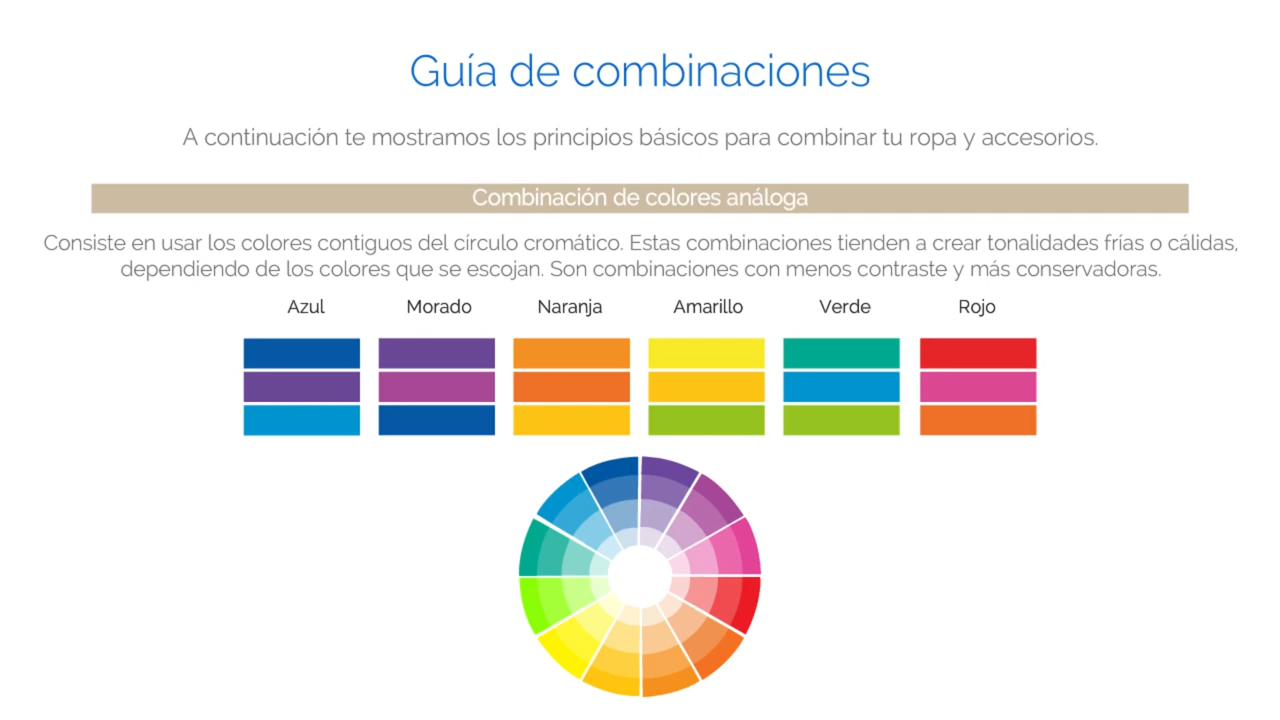 Guía de combinaciones
A continuación te mostramos los principios básicos para combinar tu ropa y accesorios.
Combinación de colores análoga
Consiste en usar los colores contiguos del círculo cromático. Estas combinaciones tienden a crear tonalidades frías o cálidas,
dependiendo de los colores que se escojan. Son combinaciones con menos contraste y más conservadoras.
Azul Morado Naranja Amarillo Verde Rojo